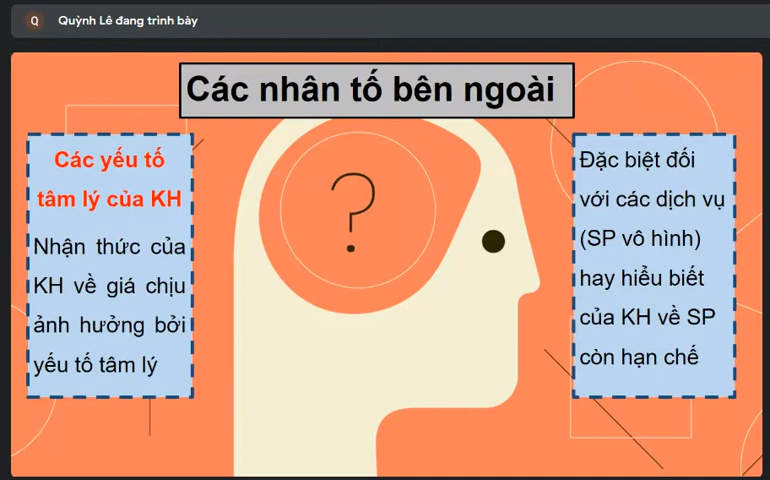 Q Quỳnh Lê đang trình bày
Các nhân tố bên ngoài
Các yếu tố
tâm lý của KH
Nhận thức của
KH về giá chịu
ảnh hưởng bởi
yếu tố tâm lý
?
Đặc biệt đối
với các dịch vụ
(SP vô hình)
hay hiểu biết
của KH về SP
còn hạn chế